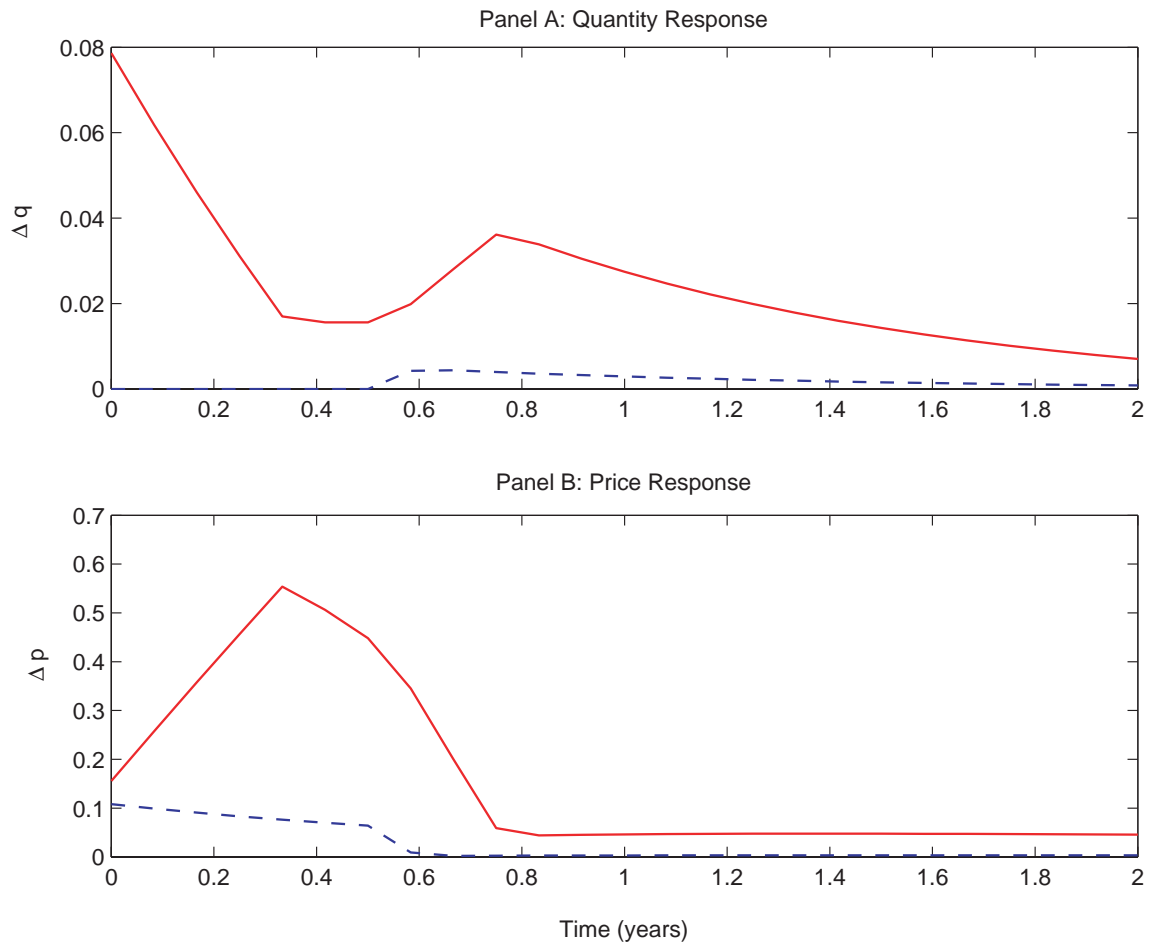 Panel A: Quantity Response
0.08
0.06
0.04
0.02
0
Δ q
0 0.2 0.4 0.6 0.8 1 1.2 1.4 1.6 1.8 2
Panel B: Price Response
0.7
0.6
0.5
0.4
0.3
0.2
0.1
0
Δ p
0 0.2 0.4 0.6 0.8 1 1.2 1.4 1.6 1.8 2
Time (years)